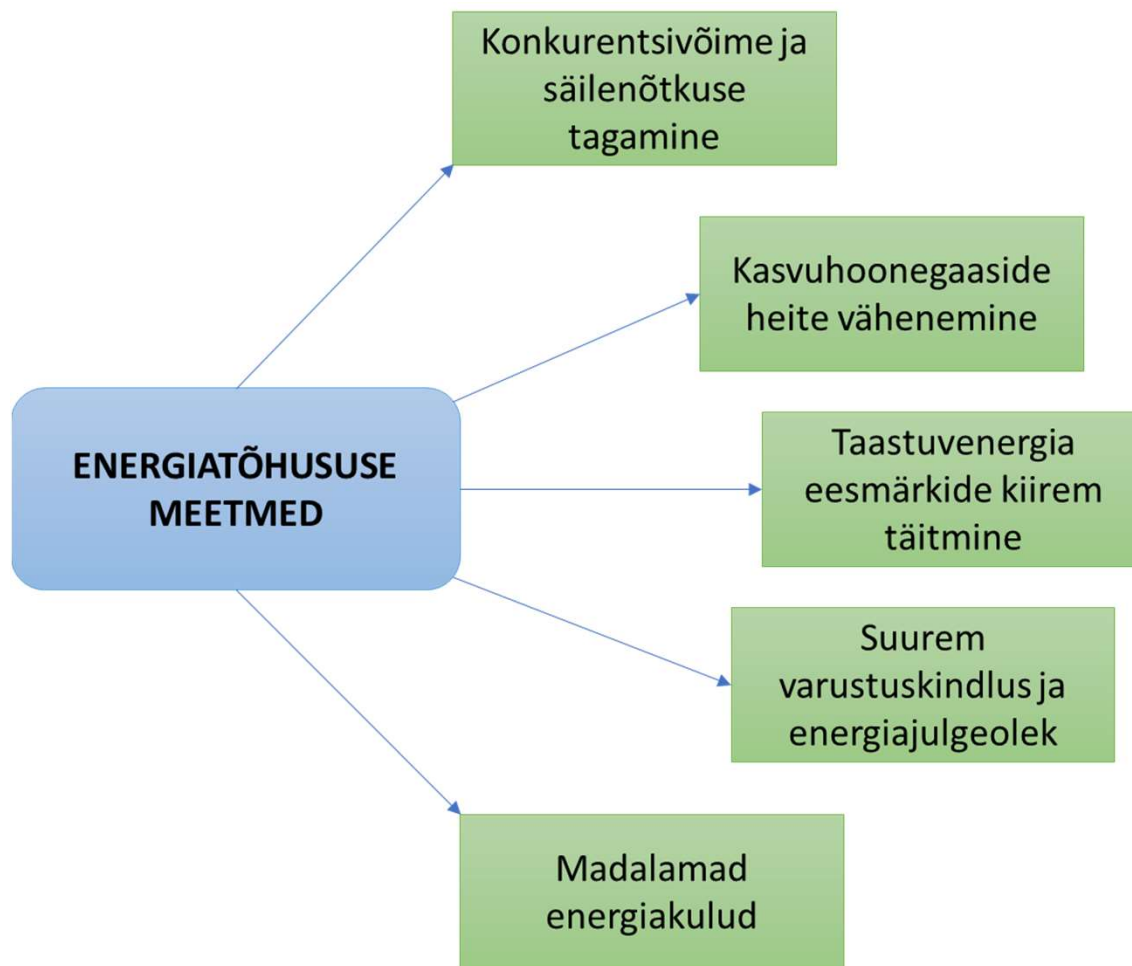 Konkurentsivõime ja
säilenõtkuse
tagamine
Kasvuhoonegaaside
heite vähenemine
ENERGIATÕHUSUSE
MEETMED
Taastuvenergia
eesmärkide kiirem
täitmine
Suurem
varustuskindlus ja
energiajulgeolek
Madalamad
energiakulud